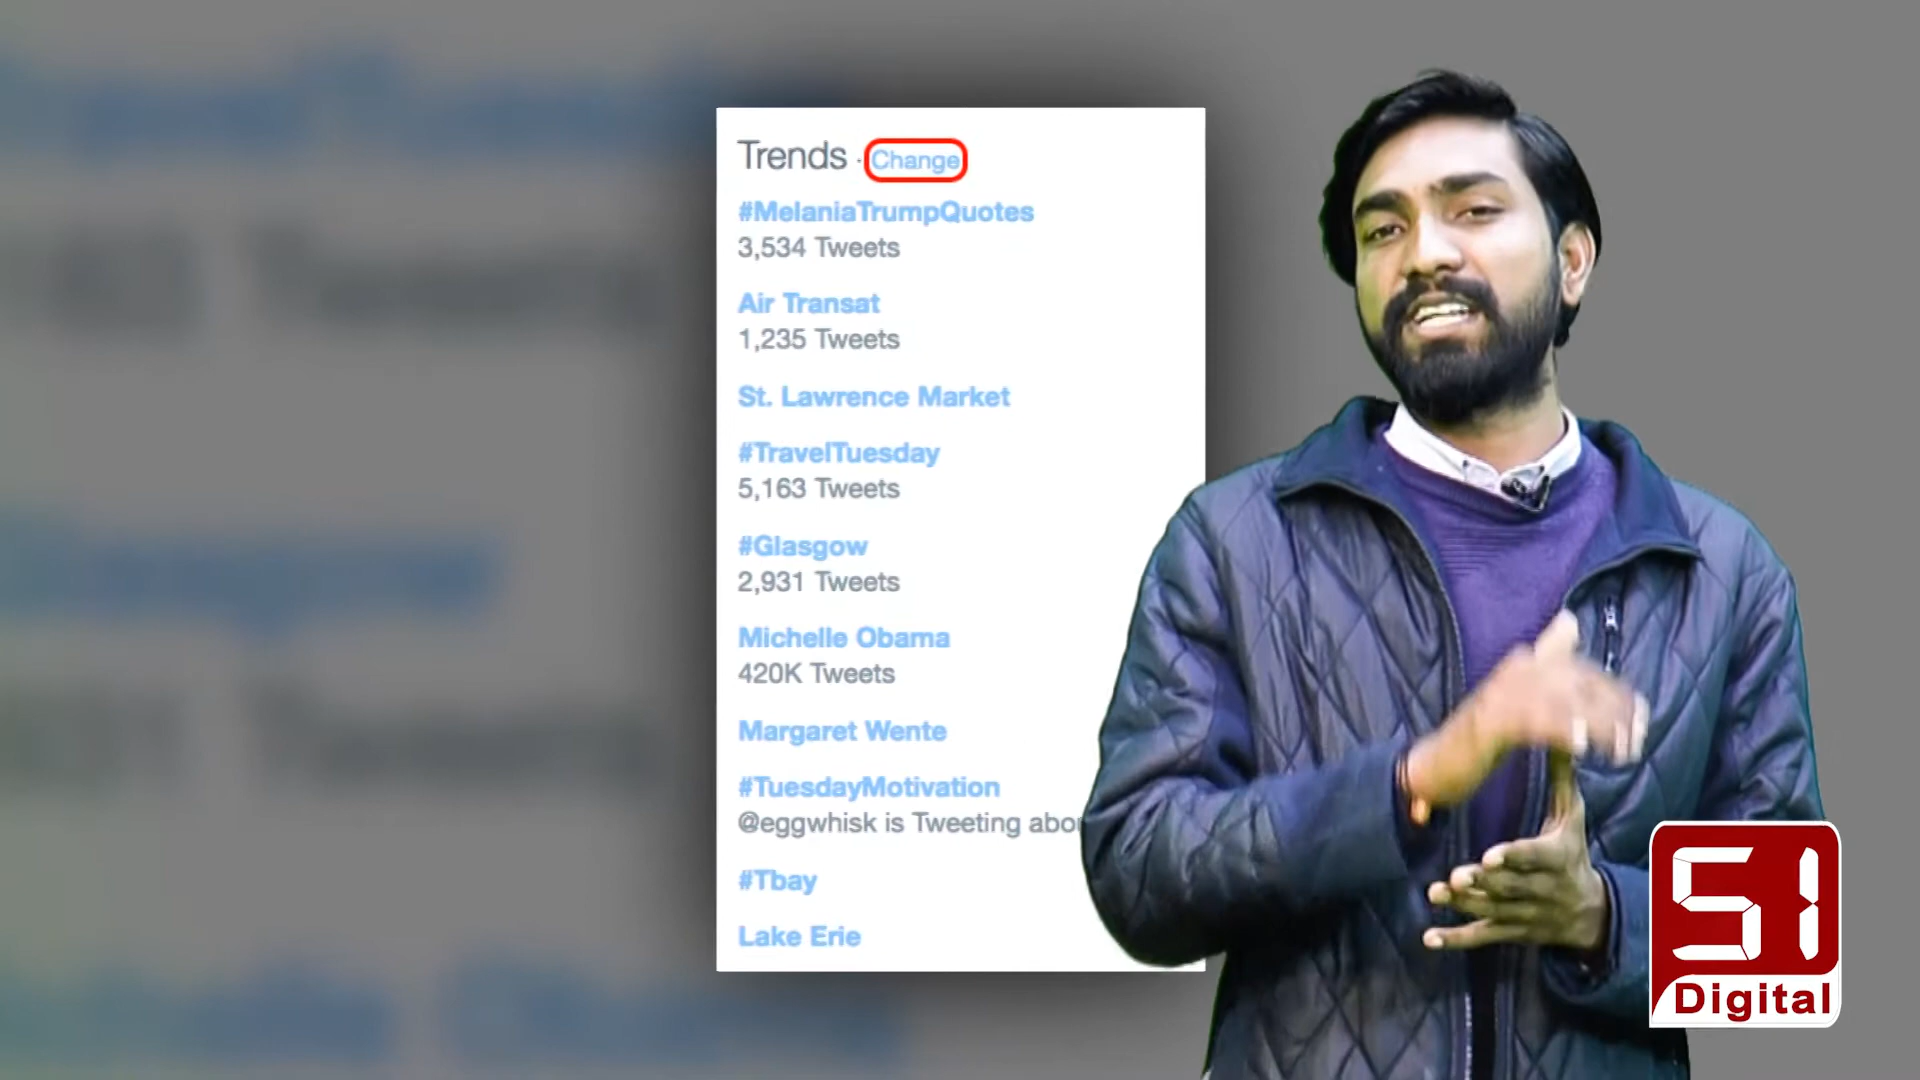 Trends · Change
#MelaniaTrumpQuotes
3,534 Tweets
Air Transat
1,235 Tweets
St. Lawrence Market
#TravelTuesday
5,163 Tweets
#Glasgow
2,931 Tweets
Michelle Obama
420K Tweets
Margaret Wente
#TuesdayMotivation
@eggwhisk is Tweeting
#Tbay
Lake Erie
51
Digital